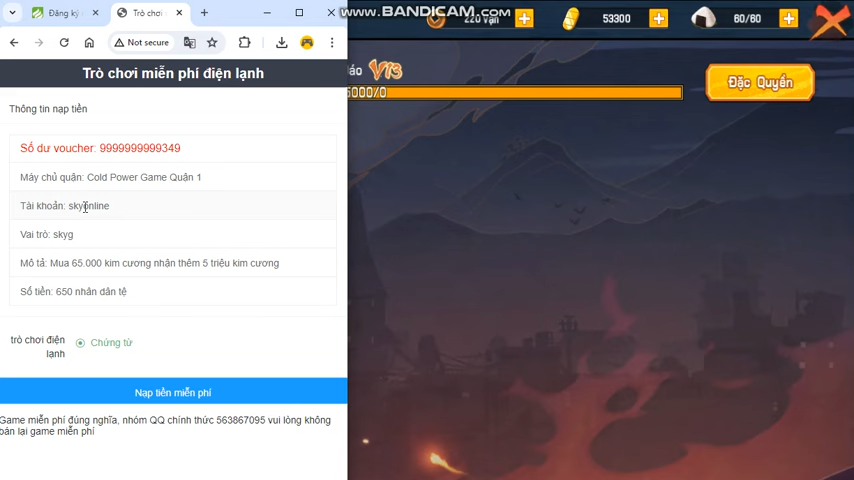 Đăng ký
Trò chơi
www.BANDICAM.com
220 vạn
53300
60/60
Not secure
Trò chơi miễn phí điện lạnh
áo V13
5000/0
Đặc Quyền
Thông tin nạp tiền
Số dư voucher: 9999999999349
Máy chủ quận: Cold Power Game Quận 1
Tài khoản: skyonline
Vai trò: skyg
Mô tả: Mua 65.000 kim cương nhận thêm 5 triệu kim cương
Số tiền: 650 nhân dân tệ
trò chơi điện
lạnh
Chứng từ
Nạp tiền miễn phí
Game miễn phí đúng nghĩa, nhóm QQ chính thức 563867095 vui lòng không
bán lại game miễn phí